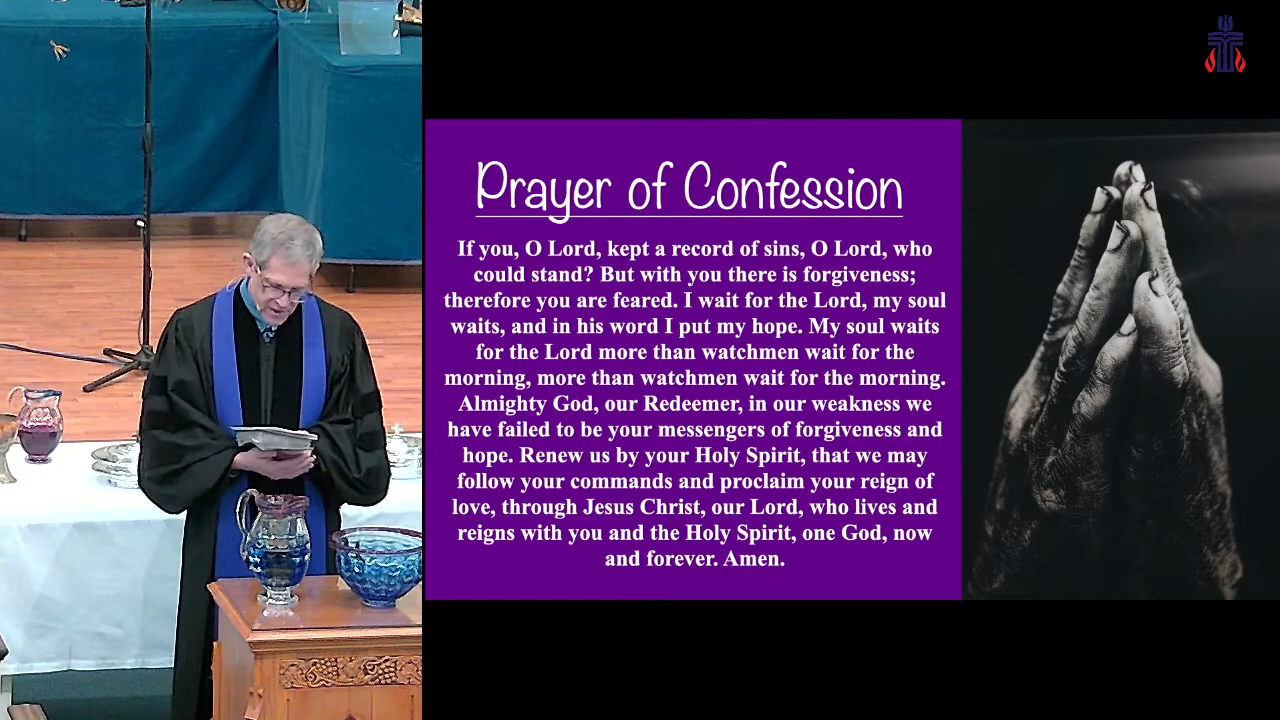 Prayer of Confession
If you, O Lord, kept a record of sins, O Lord, who
could stand? But with you there is forgiveness;
therefore you are feared. I wait for the Lord, my soul
waits, and in his word I put my hope. My soul waits
for the Lord more than watchmen wait for the
morning, more than watchmen wait for the morning.
Almighty God, our Redeemer, in our weakness we
have failed to be your messengers of forgiveness and
hope. Renew us by your Holy Spirit, that we may
follow your commands and proclaim your reign of
love, through Jesus Christ, our Lord, who lives and
reigns with you and the Holy Spirit, one God, now
and forever. Amen.